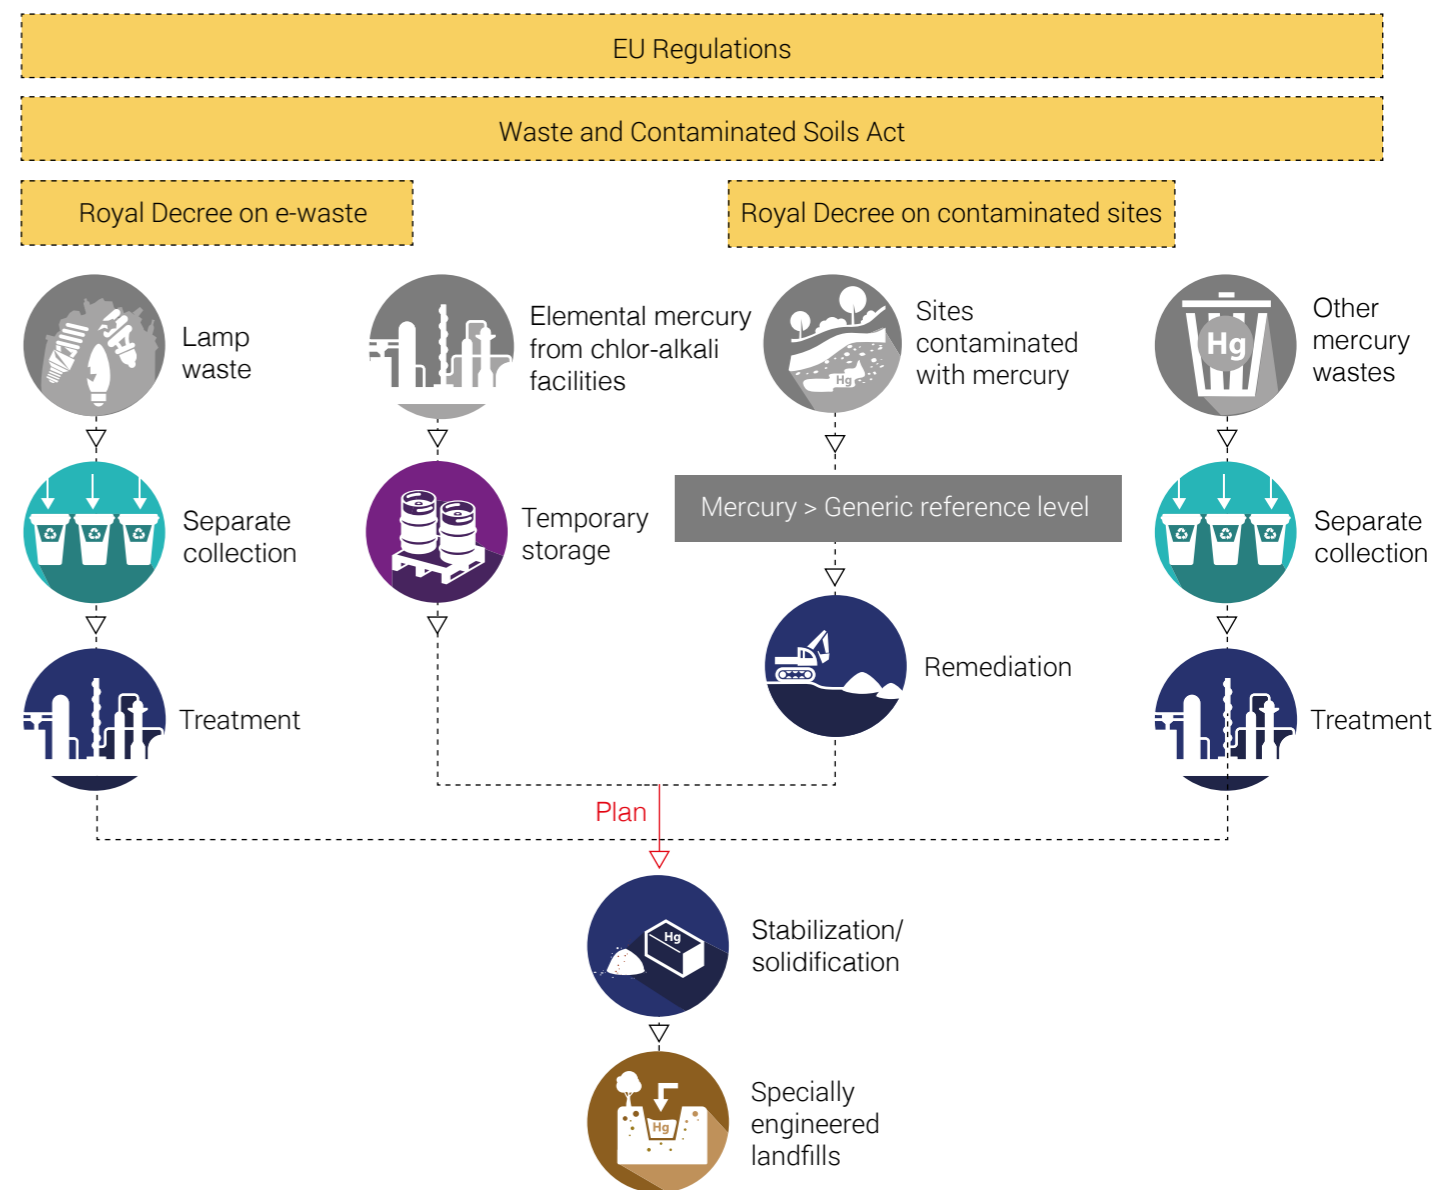 EU Regulations
Waste and Contaminated Soils Act
Royal Decree on e-waste
Royal Decree on contaminated sites
Lamp
waste
Elemental mercury
from chlor-alkali
facilities
Hg
Sites
contaminated
with mercury
Hg
Other
mercury
wastes
Separate
collection
Temporary
storage
Mercury > Generic reference level
Separate
collection
Treatment
Remediation
Treatment
Plan
Hg
Stabilization/
solidification
Hg
Specially
engineered
landfills